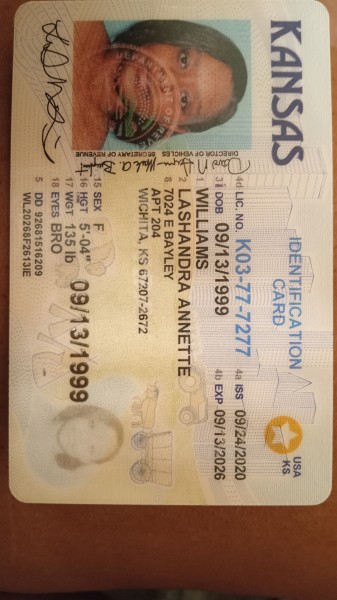 KANSAS
IDENTIFICATION CARD
USA
KS
4d LIC. NO. K03-77-7277
4a ISS 09/24/2020
3 DOB 09/13/1999
4b EXP 09/13/2026
1 WILLIAMS
2 LASHANDRA ANNETTE
8 7024 E BAYLEY
APT 204
WICHITA, KS 67207-2672
DIRECTOR OF VEHICLES
SECRETARY OF REVENUE
15 SEX F
16 HGT 5'-04"
17 WGT 135 lb
18 EYES BRO
09/13/1999
5 DD 92681516209
WL20268F2613IE